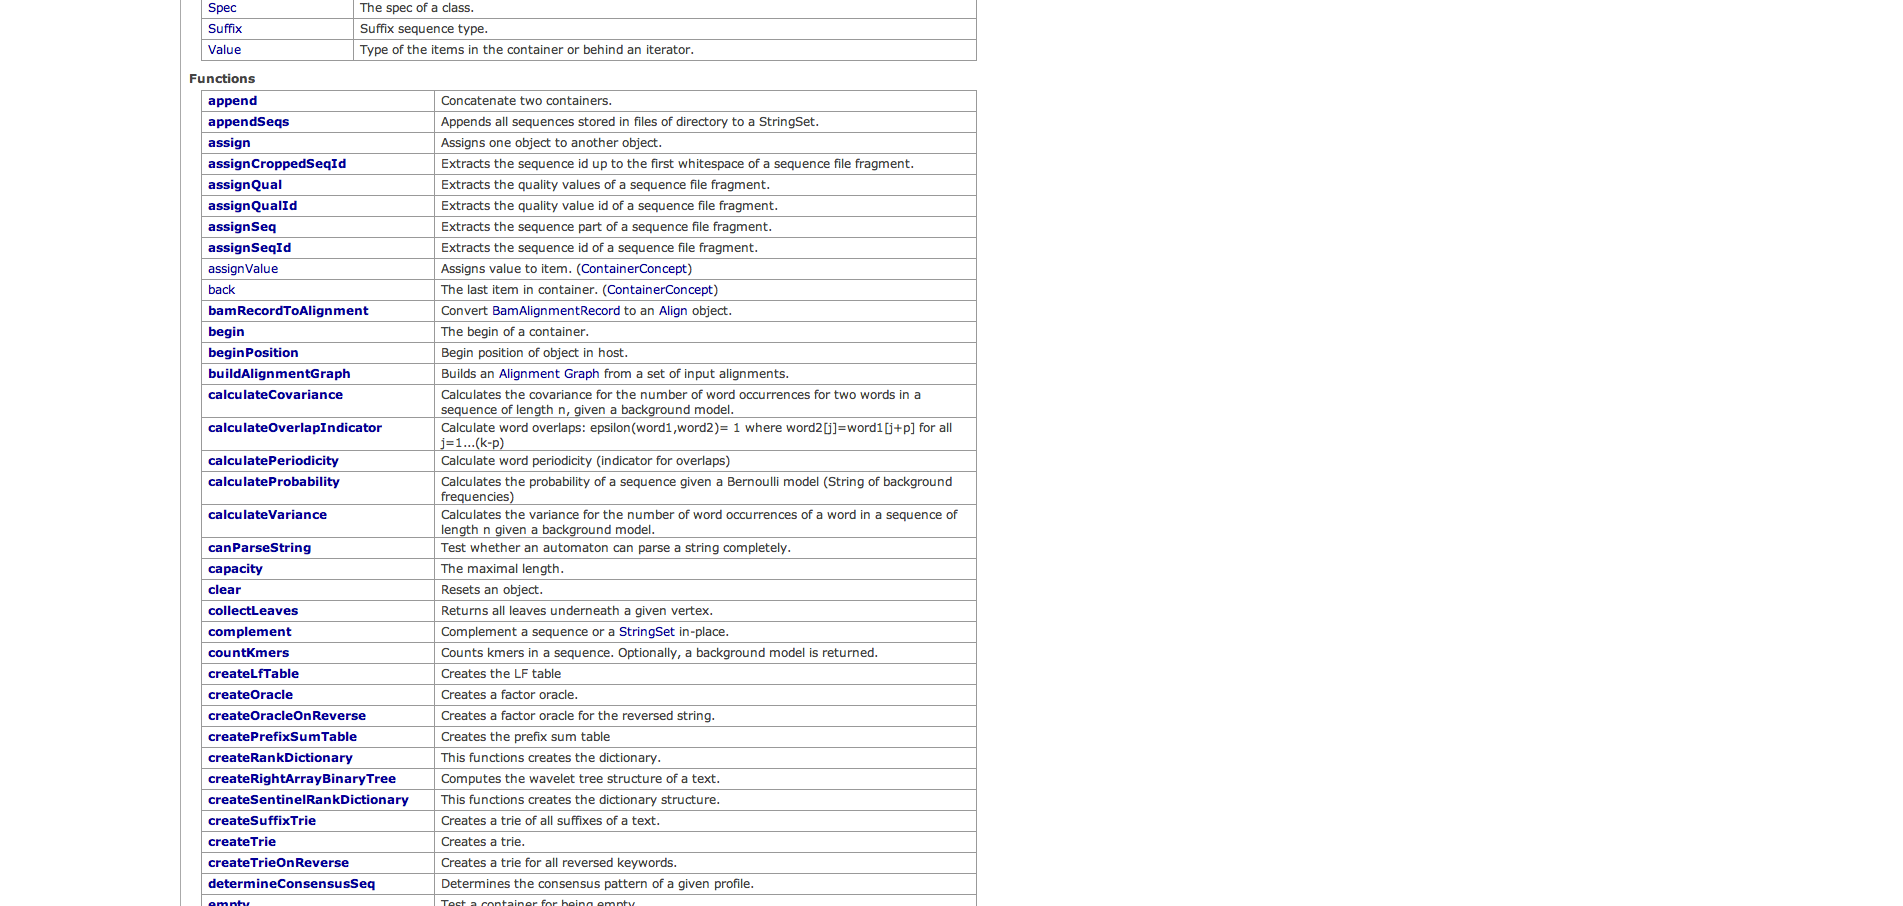 Spec The spec of a class.
Suffix Suffix sequence type.
Value Type of the items in the container or behind an iterator.
Functions
append Concatenate two containers.
appendSeqs Appends all sequences stored in files of directory to a StringSet.
assign Assigns one object to another object.
assignCroppedSeqId Extracts the sequence id up to the first whitespace of a sequence file fragment.
assignQual Extracts the quality values of a sequence file fragment.
assignQualId Extracts the quality value id of a sequence file fragment.
assignSeq Extracts the sequence part of a sequence file fragment.
assignSeqId Extracts the sequence id of a sequence file fragment.
assignValue Assigns value to item. (ContainerConcept)
back The last item in container. (ContainerConcept)
bamRecordToAlignment Convert BamAlignmentRecord to an Align object.
begin The begin of a container.
beginPosition Begin position of object in host.
buildAlignmentGraph Builds an Alignment Graph from a set of input alignments.
calculateCovariance Calculates the covariance for the number of word occurrences for two words in a
sequence of length n, given a background model.
calculateOverlapIndicator Calculate word overlaps: epsilon(word1,word2)= 1 where word2[j]=word1[j+p] for all
j=1...(k-p)
calculatePeriodicity Calculate word periodicity (indicator for overlaps)
calculateProbability Calculates the probability of a sequence given a Bernoulli model (String of background
frequencies)
calculateVariance Calculates the variance for the number of word occurrences of a word in a sequence of
length n given a background model.
canParseString Test whether an automaton can parse a string completely.
capacity The maximal length.
clear Resets an object.
collectLeaves Returns all leaves underneath a given vertex.
complement Complement a sequence or a StringSet in-place.
countKmers Counts kmers in a sequence. Optionally, a background model is returned.
createLfTable Creates the LF table
createOracle Creates a factor oracle.
createOracleOnReverse Creates a factor oracle for the reversed string.
createPrefixSumTable Creates the prefix sum table
createRankDictionary This functions creates the dictionary.
createRightArrayBinaryTree Computes the wavelet tree structure of a text.
createSentinelRankDictionary This functions creates the dictionary structure.
createSuffixTrie Creates a trie of all suffixes of a text.
createTrie Creates a trie.
createTrieOnReverse Creates a trie for all reversed keywords.
determineConsensusSeq Determines the consensus pattern of a given profile.
empty Test a container for being empty.